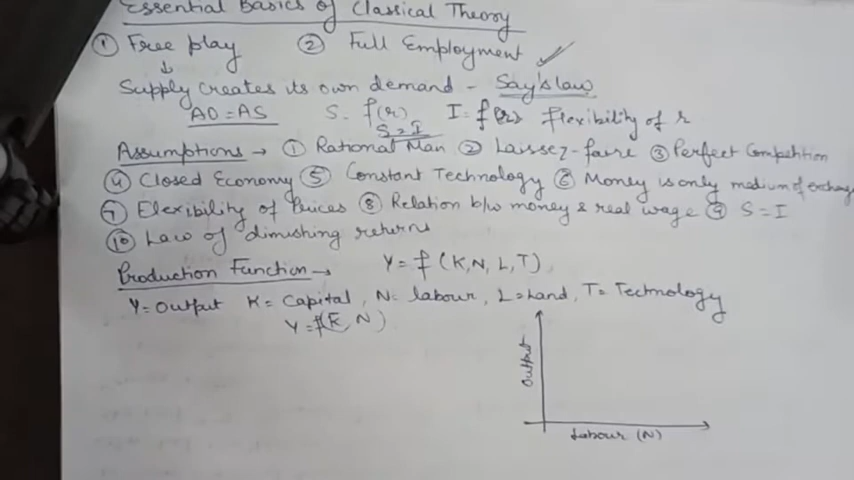 Essential Basics of Classical Theory
① Free play ② Full Employment ✓
↓
Supply creates its own demand - Say's law
AD = AS S = f(r) I = f(r) flexibility of r
S = I
Assumptions → ① Rational Man ② Laissez-faire ③ Perfect Competition
④ Closed Economy ⑤ Constant Technology ⑥ Money is only medium of exchange
⑦ Flexibility of Prices ⑧ Relation b/w money & real wage ⑨ S = I
⑩ Law of dimishing returns
Production Function → Y = f (K, N, L, T)
Y = Output K = Capital, N = labour, L = Land, T = Technology
Y = f(K̄, N)
Output
Labour (N)